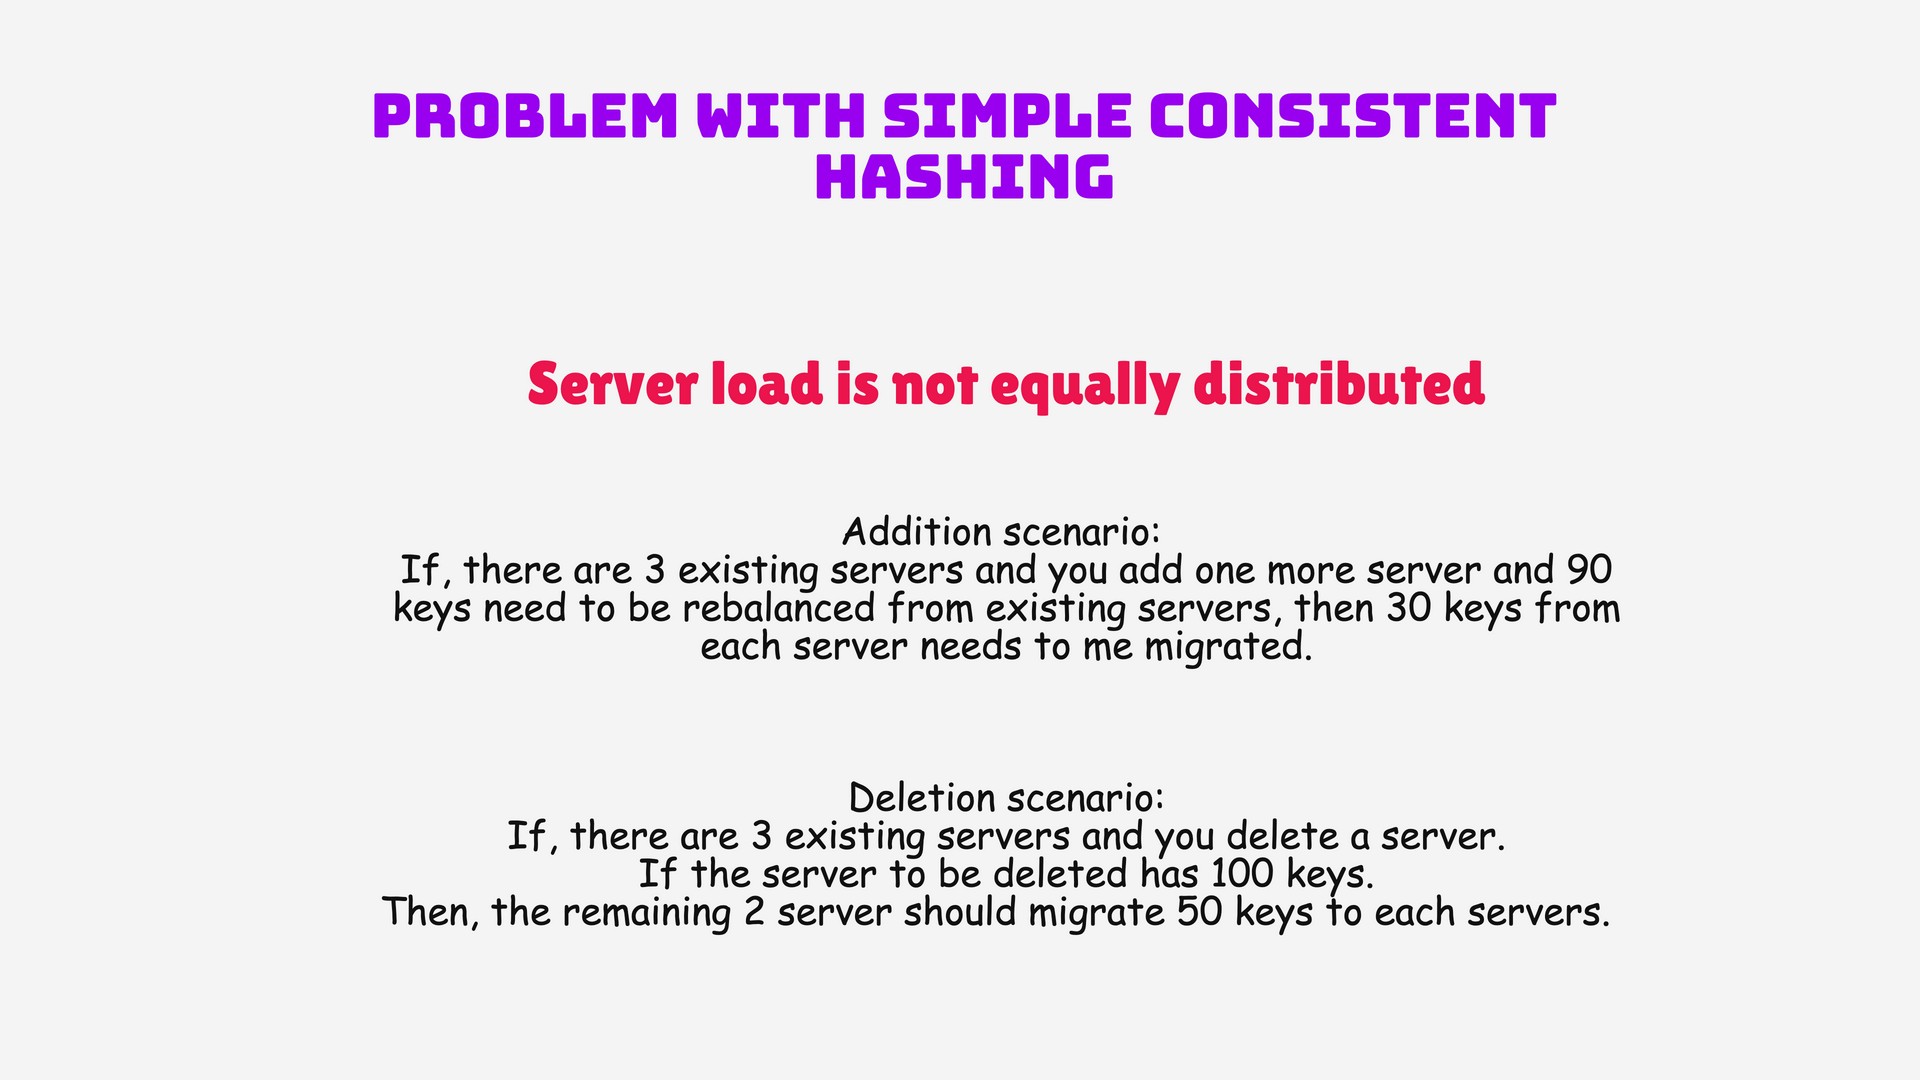 PROBLEM WITH SIMPLE CONSISTENT
HASHING
Server load is not equally distributed
Addition scenario:
If, there are 3 existing servers and you add one more server and 90
keys need to be rebalanced from existing servers, then 30 keys from
each server needs to me migrated.
Deletion scenario:
If, there are 3 existing servers and you delete a server.
If the server to be deleted has 100 keys.
Then, the remaining 2 server should migrate 50 keys to each servers.